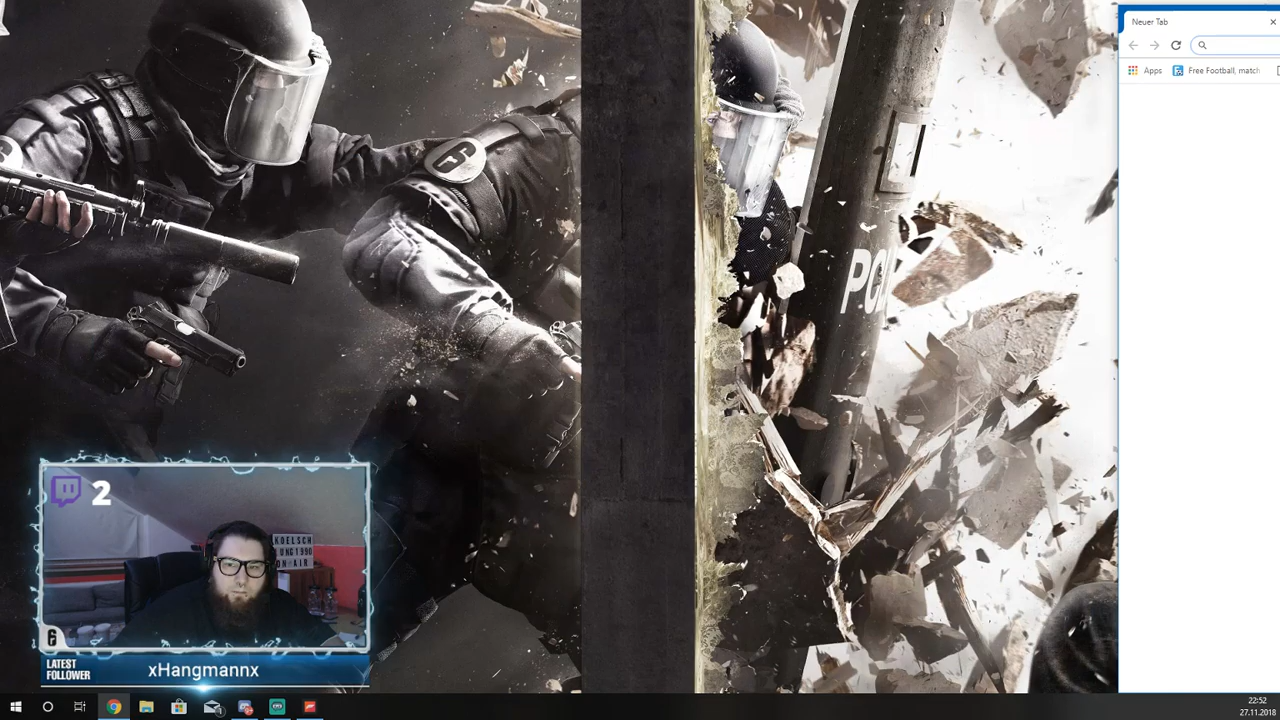 Neuer Tab
Apps Free Football, match
POL
2
KOELSCH
UNG1990
ON-AIR
LATEST
FOLLOWER
xHangmannx
22:52
27.11.2018